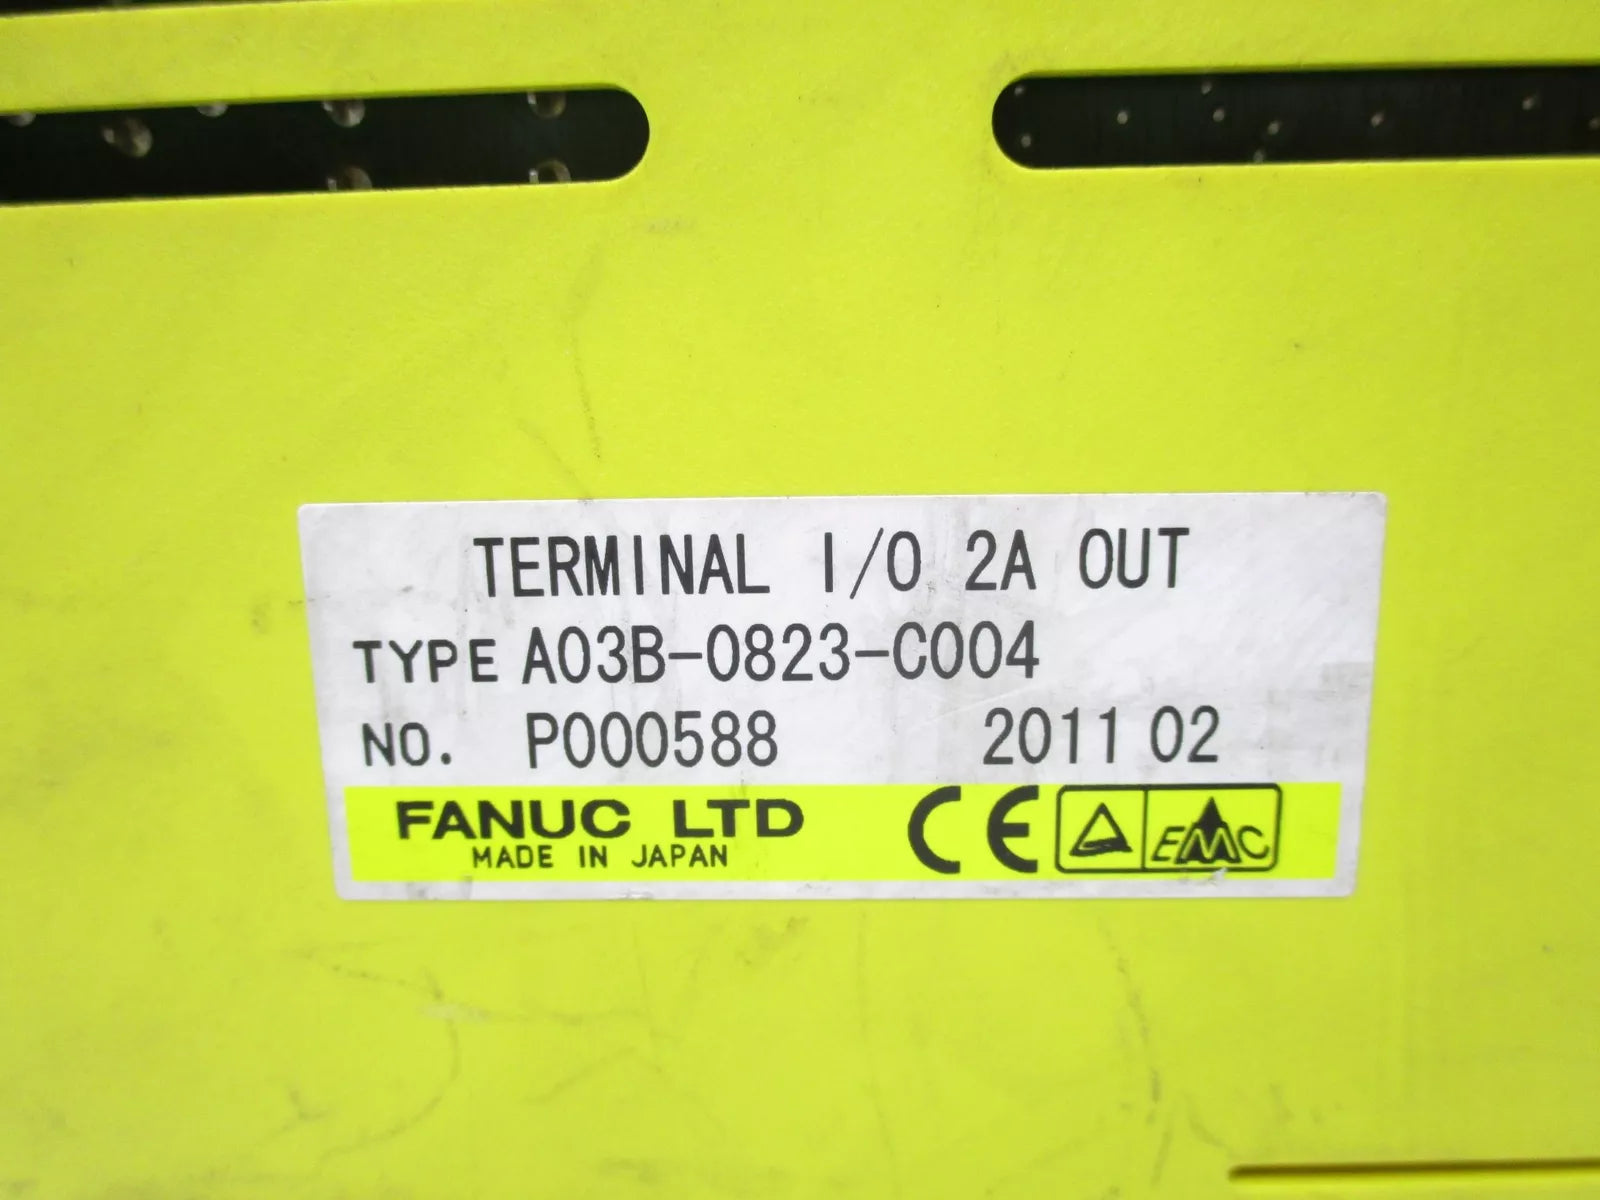 TERMINAL I/O 2A OUT
TYPE A03B-0823-C004
NO. P000588 2011 02
FANUC LTD CE EMC
MADE IN JAPAN